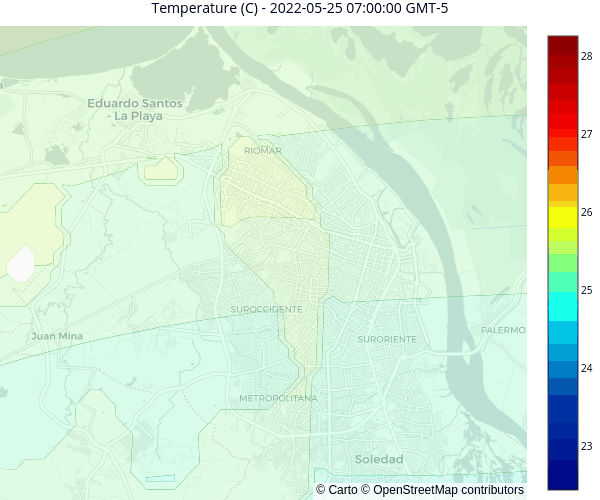 Temperature (C) - 2022-05-25 07:00:00 GMT-5
Eduardo Santos
- La Playa
RIOMAR
SUROCCIDENTE
Juan Mina
SURORIENTE
PALERMO
METROPOLITANA
Soledad
© Carto © OpenStreetMap contributors
28
27
26
25
24
23